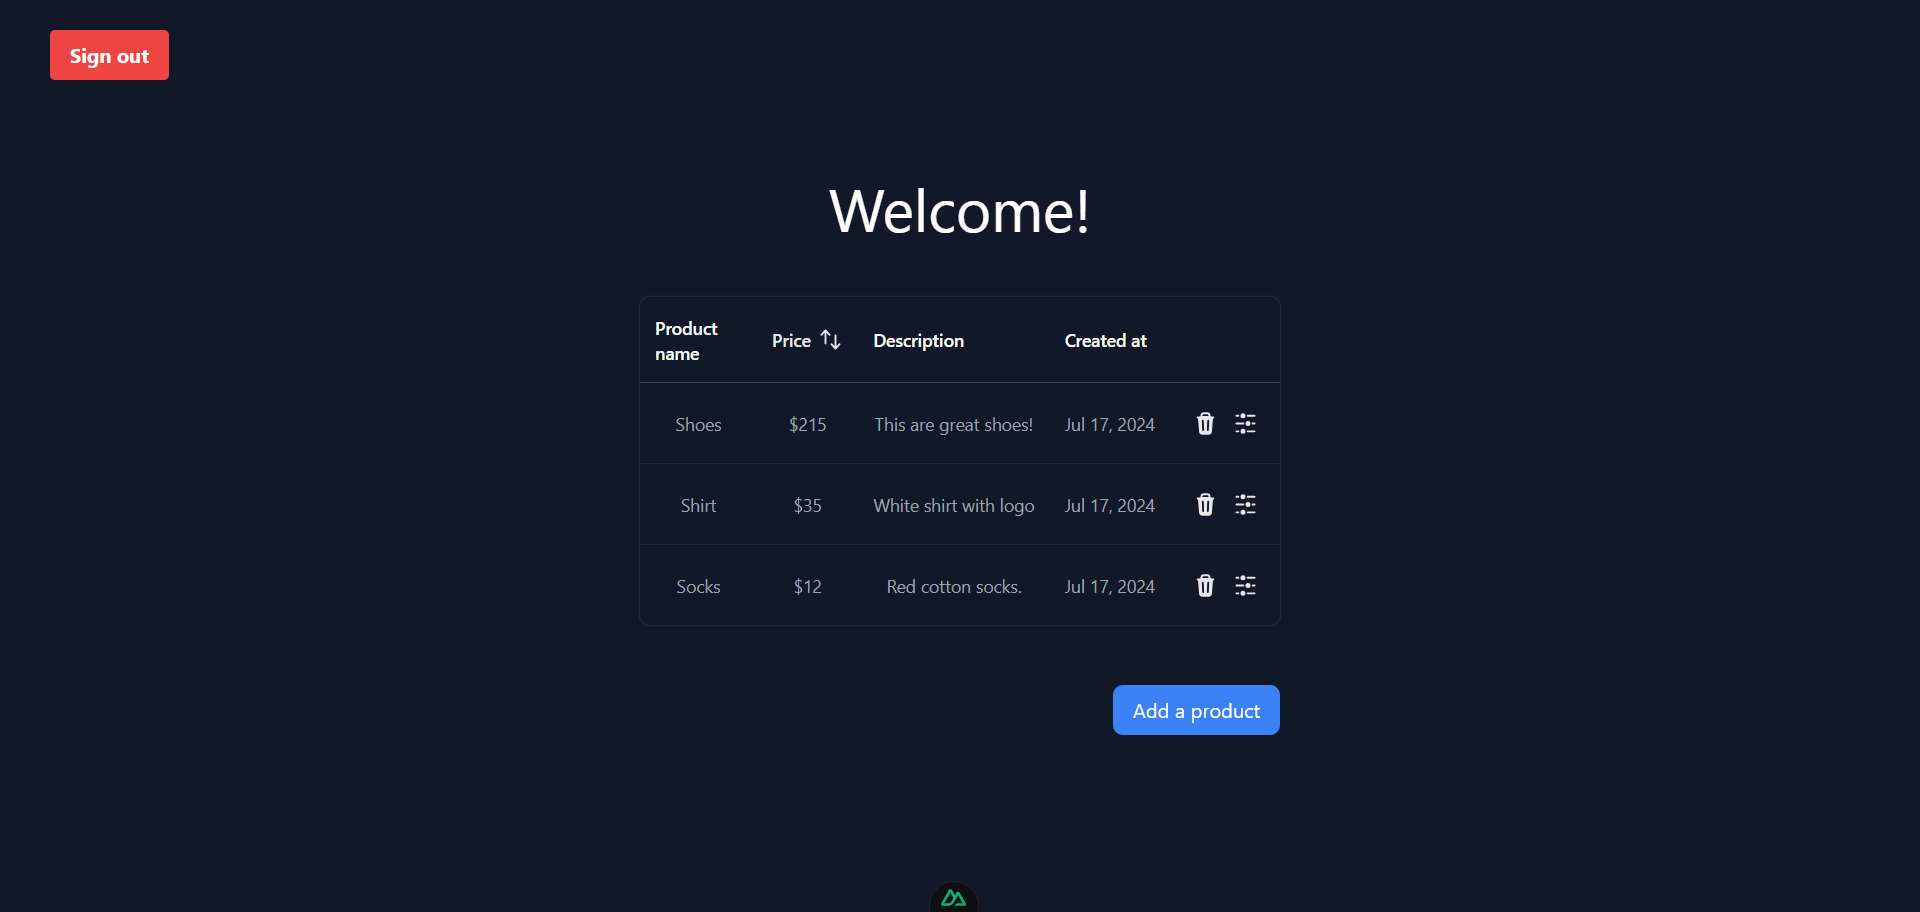 Sign out
Welcome!
Product name Price Description Created at
Shoes $215 This are great shoes! Jul 17, 2024
Shirt $35 White shirt with logo Jul 17, 2024
Socks $12 Red cotton socks. Jul 17, 2024
Add a product